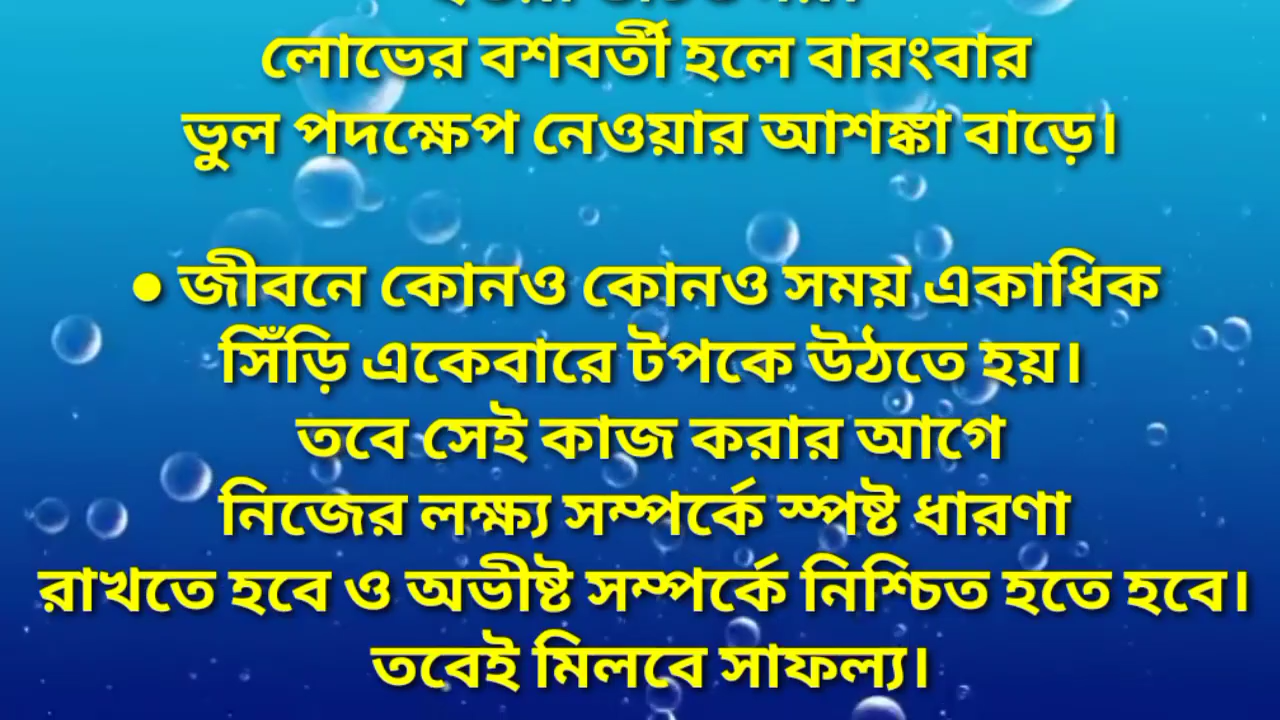 লোভের বশবর্তী হলে বারংবার
ভুল পদক্ষেপ নেওয়ার আশঙ্কা বাড়ে।
• জীবনে কোনও কোনও সময় একাধিক
সিঁড়ি একেবারে টপকে উঠতে হয়।
তবে সেই কাজ করার আগে
নিজের লক্ষ্য সম্পর্কে স্পষ্ট ধারণা
রাখতে হবে ও অভীষ্ট সম্পর্কে নিশ্চিত হতে হবে।
তবেই মিলবে সাফল্য।